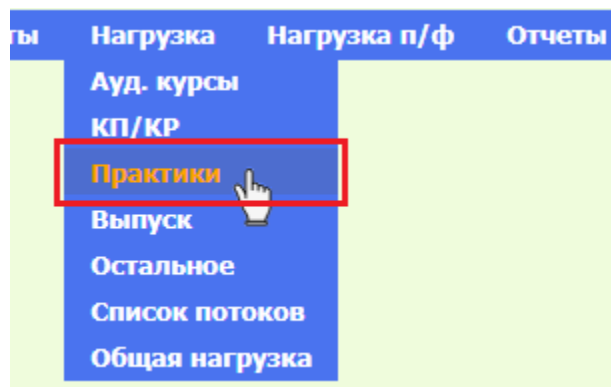 ты Нагрузка Нагрузка п/ф Отчеты
Ауд. курсы
КП/КР
Практики
Выпуск
Остальное
Список потоков
Общая нагрузка